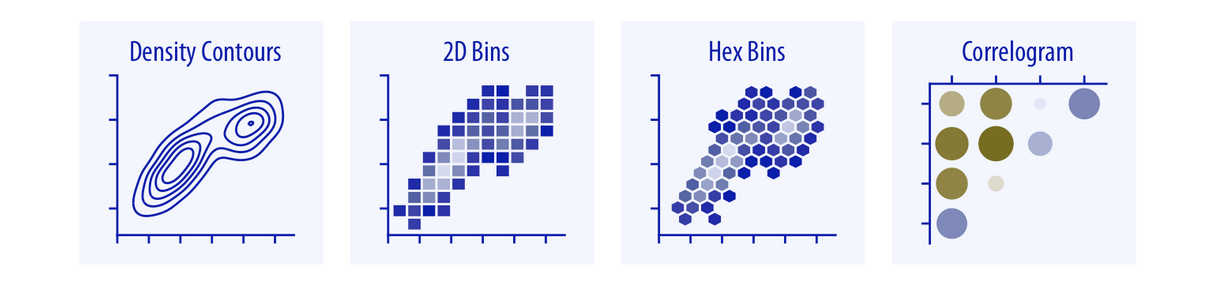 Density Contours
2D Bins
Hex Bins
Correlogram